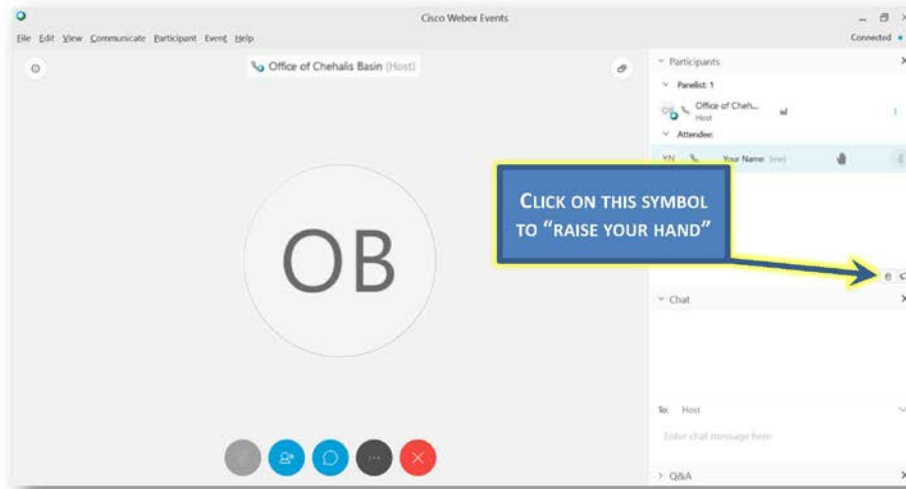 Cisco Webex Events
File Edit View Communicate Participant Event Help
Connected
Office of Chehalis Basin (Host)
Participants
Panelist: 1
OB
Office of Cheh...
Host
Attendee:
YN Your Name (me)
CLICK ON THIS SYMBOL
TO “RAISE YOUR HAND”
OB
Chat
To: Host
Enter chat message here
Q&A